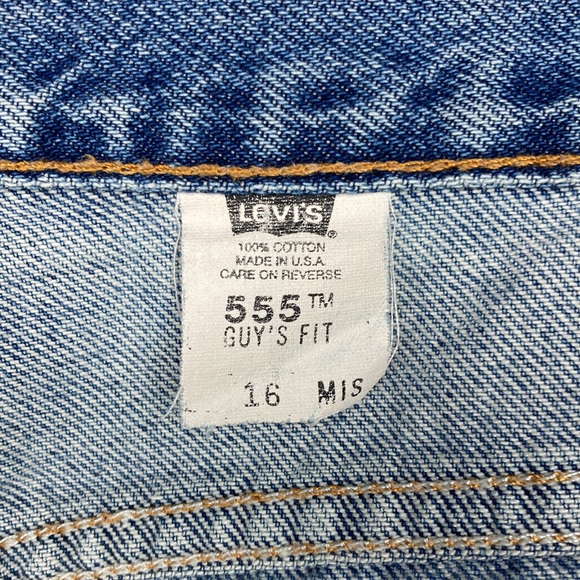 LEVI'S®
100% COTTON
MADE IN U.S.A
CARE ON REVERSE
555™
GUY'S FIT
16 MIS